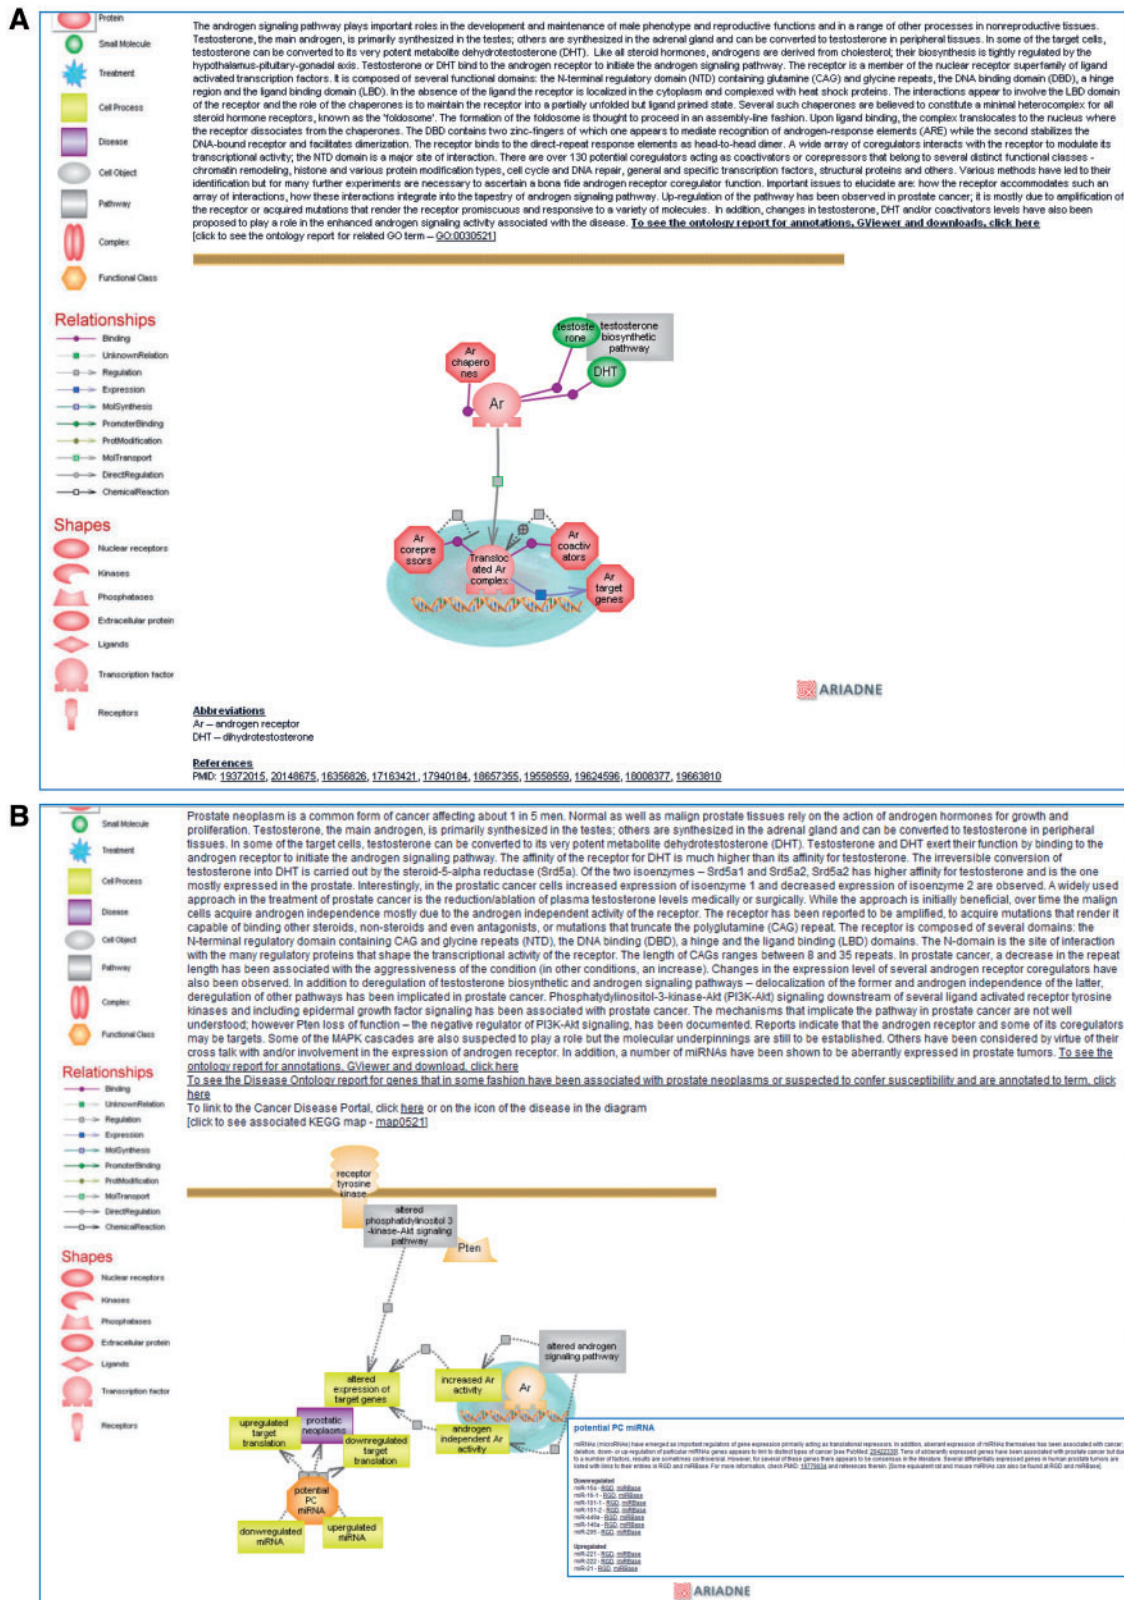 A
Protein
Small Molecule
Treatment
Cell Process
Disease
Cell Object
Pathway
Complex
Functional Class
The androgen signaling pathway plays important roles in the development and maintenance of male phenotype and reproductive functions and in a range of other processes in nonreproductive tissues.
Testosterone, the main androgen, is primarily synthesized in the testes; others are synthesized in the adrenal gland and can be converted to testosterone in peripheral tissues. In some of the target cells,
testosterone can be converted to its very potent metabolite dehydrotestosterone (DHT). Like all steroid hormones, androgens are derived from cholesterol; their biosynthesis is tightly regulated by the
hypothalamus-pituitary-gonadal axis. Testosterone or DHT bind to the androgen receptor to initiate the androgen signaling pathway. The receptor is a member of the nuclear receptor superfamily of ligand
activated transcription factors. It is composed of several functional domains: the N-terminal regulatory domain (NTD) containing glutamine (CAG) and glycine repeats, the DNA binding domain (DBD), a hinge
region and the ligand binding domain (LBD). In the absence of the ligand the receptor is localized in the cytoplasm and complexed with heat shock proteins. The interactions appear to involve the LBD domain
of the receptor and the role of the chaperones is to maintain the receptor into a partially unfolded but ligand primed state. Several such chaperones are believed to constitute a minimal heterocomplex for all
steroid hormone receptors, known as the 'foldosome'. The formation of the foldosome is thought to proceed in an assembly-line fashion. Upon ligand binding, the complex translocates to the nucleus where
the receptor dissociates from the chaperones. The DBD contains two zinc-fingers of which one appears to mediate recognition of androgen-response elements (ARE) while the second stabilizes the
DNA-bound receptor and facilitates dimerization. The receptor binds to the direct-repeat response elements as head-to-head dimer. A wide array of coregulators interacts with the receptor to modulate its
transcriptional activity; the NTD domain is a major site of interaction. There are over 130 potential coregulators acting as coactivators or corepressors that belong to several distinct functional classes -
chromatin remodeling, histone and various protein modification types, cell cycle and DNA repair, general and specific transcription factors, structural proteins and others. Various methods have led to their
identification but for many further experiments are necessary to ascertain a bona fide androgen receptor coregulator function. Important issues to elucidate are: how the receptor accommodates such an
array of interactions, how these interactions integrate into the tapestry of androgen signaling pathway. Up-regulation of the pathway has been observed in prostate cancer; it is mostly due to amplification of
the receptor or acquired mutations that render the receptor promiscuous and responsive to a variety of molecules. In addition, changes in testosterone, DHT and/or coactivators levels have also been
proposed to play a role in the enhanced androgen signaling activity associated with the disease. To see the ontology report for annotations, GViewer and downloads, click here
[click to see the ontology report for related GO term – GO:0030521]
Relationships
Binding
UnknownRelation
Regulation
Expression
MolSynthesis
PromoterBinding
ProtModification
MolTransport
DirectRegulation
ChemicalReaction
Shapes
Nuclear receptors
Kinases
Phosphatases
Extracellular protein
Ligands
Transcription factor
Receptors
testoste
rone
testosterone
biosynthetic
pathway
DHT
Ar
chapero
nes
Ar
Ar
corepre
ssors
Transloc
ated Ar
complex
Ar
coactiv
ators
Ar
target
genes
ARIADNE
Abbreviations
Ar – androgen receptor
DHT – dihydrotestosterone
References
PMID: 19372015, 20148675, 16356826, 17163421, 17940184, 18657355, 19558559, 19624596, 18008377, 19663810
B
Small Molecule
Treatment
Cell Process
Disease
Cell Object
Pathway
Complex
Functional Class
Prostate neoplasm is a common form of cancer affecting about 1 in 5 men. Normal as well as malign prostate tissues rely on the action of androgen hormones for growth and
proliferation. Testosterone, the main androgen, is primarily synthesized in the testes; others are synthesized in the adrenal gland and can be converted to testosterone in peripheral
tissues. In some of the target cells, testosterone can be converted to its very potent metabolite dehydrotestosterone (DHT). Testosterone and DHT exert their function by binding to the
androgen receptor to initiate the androgen signaling pathway. The affinity of the receptor for DHT is much higher than its affinity for testosterone. The irreversible conversion of
testosterone into DHT is carried out by the steroid-5-alpha reductase (Srd5a). Of the two isoenzymes – Srd5a1 and Srd5a2, Srd5a2 has higher affinity for testosterone and is the one
mostly expressed in the prostate. Interestingly, in the prostatic cancer cells increased expression of isoenzyme 1 and decreased expression of isoenzyme 2 are observed. A widely used
approach in the treatment of prostate cancer is the reduction/ablation of plasma testosterone levels medically or surgically. While the approach is initially beneficial, over time the malign
cells acquire androgen independence mostly due to the androgen independent activity of the receptor. The receptor has been reported to be amplified, to acquire mutations that render it
capable of binding other steroids, non-steroids and even antagonists, or mutations that truncate the polyglutamine (CAG) repeat. The receptor is composed of several domains: the
N-terminal regulatory domain containing CAG and glycine repeats (NTD), the DNA binding (DBD), a hinge and the ligand binding (LBD) domains. The N-domain is the site of interaction
with the many regulatory proteins that shape the transcriptional activity of the receptor. The length of CAGs ranges between 8 and 35 repeats. In prostate cancer, a decrease in the repeat
length has been associated with the aggressiveness of the condition (in other conditions, an increase). Changes in the expression level of several androgen receptor coregulators have
also been observed. In addition to deregulation of testosterone biosynthetic and androgen signaling pathways – delocalization of the former and androgen independence of the latter,
deregulation of other pathways has been implicated in prostate cancer. Phosphatydylinositol-3-kinase-Akt (PI3K-Akt) signaling downstream of several ligand activated receptor tyrosine
kinases and including epidermal growth factor signaling has been associated with prostate cancer. The mechanisms that implicate the pathway in prostate cancer are not well
understood; however Pten loss of function – the negative regulator of PI3K-Akt signaling, has been documented. Reports indicate that the androgen receptor and some of its coregulators
may be targets. Some of the MAPK cascades are also suspected to play a role but the molecular underpinnings are still to be established. Others have been considered by virtue of their
cross talk with and/or involvement in the expression of androgen receptor. In addition, a number of miRNAs have been shown to be aberrantly expressed in prostate tumors. To see the
ontology report for annotations, GViewer and download, click here
To see the Disease Ontology report for genes that in some fashion have been associated with prostate neoplasms or suspected to confer susceptibility and are annotated to term, click
here
To link to the Cancer Disease Portal, click here or on the icon of the disease in the diagram
[click to see associated KEGG map - map0521]
Relationships
Binding
UnknownRelation
Regulation
Expression
MolSynthesis
PromoterBinding
ProtModification
MolTransport
DirectRegulation
ChemicalReaction
Shapes
Nuclear receptors
Kinases
Phosphatases
Extracellular protein
Ligands
Transcription factor
Receptors
receptor
tyrosine
kinase
altered
phosphatidylinositol 3
-kinase-Akt signaling
pathway
Pten
altered androgen
signaling pathway
altered
expression of
target genes
increased Ar
activity
Ar
androgen
independent Ar
activity
upregulated
target
translation
prostatic
neoplasms
downregulated
target
translation
potential
PC
miRNA
donwregulated
miRNA
uperqulated
miRNA
potential PC miRNA
Downregulated
miR-15a - RGD, miRBase
miR-16-1 - RGD, miRBase
miR-101-1 - RGD, miRBase
miR-101-2 - RGD, miRBase
miR-449a - RGD, miRBase
RGD, miRBase
miR-205 - RGD, miRBase
Upregulated
miR-221 - RGD, miRBase
miR-222 - RGD, miRBase
miR-21 - RGD, miRBase
ARIADNE